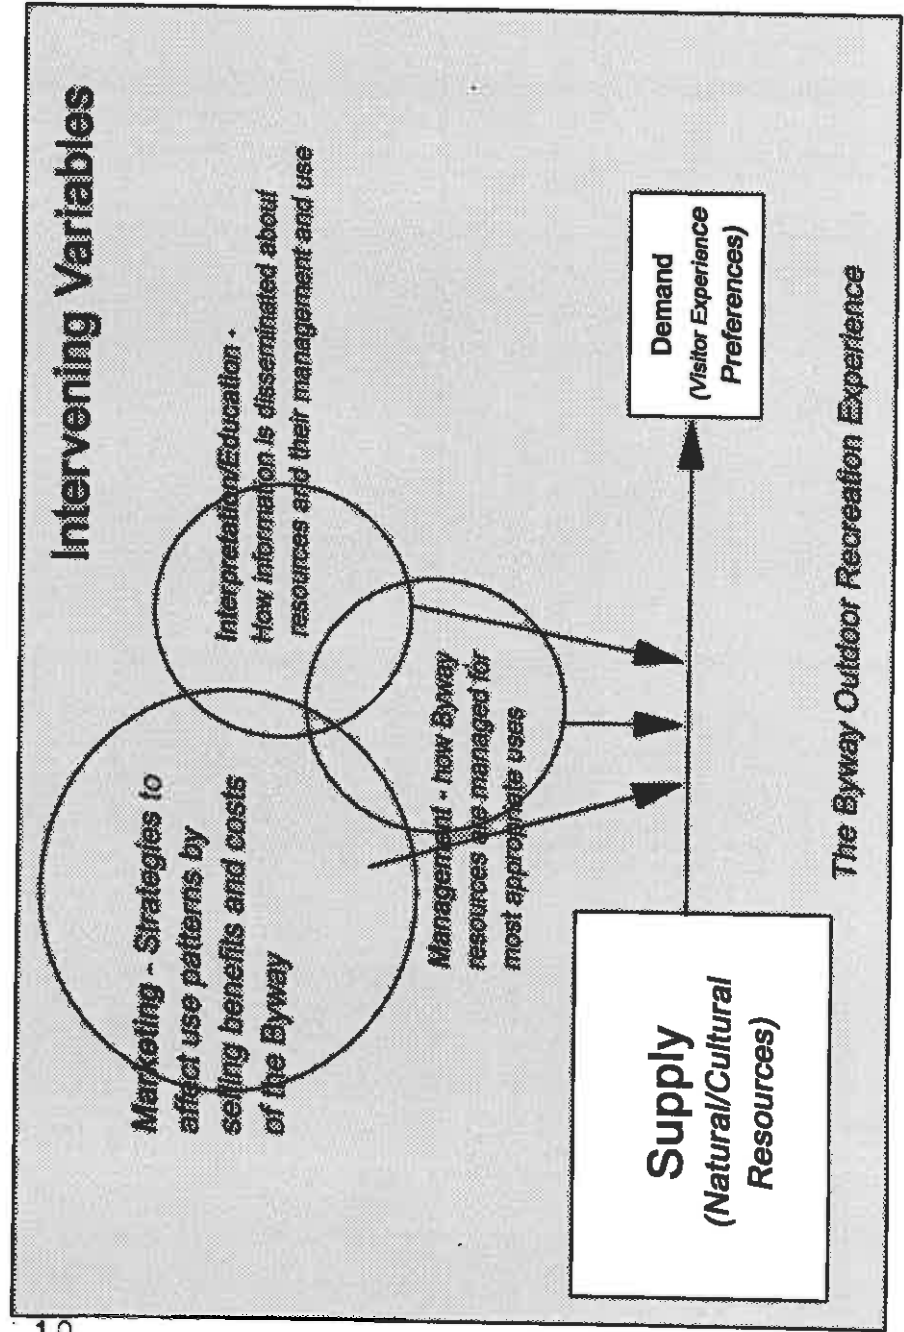 Intervening Variables
Marketing - Strategies to
affect use patterns by
selling benefits and costs
of the Byway
Interpretation/Education -
How information is disseminated about
resources and their management and use
Management - how Byway
resources are managed for
most appropriate uses
Supply
(Natural/Cultural
Resources)
Demand
(Visitor Experience
Preferences)
The Byway Outdoor Recreation Experience